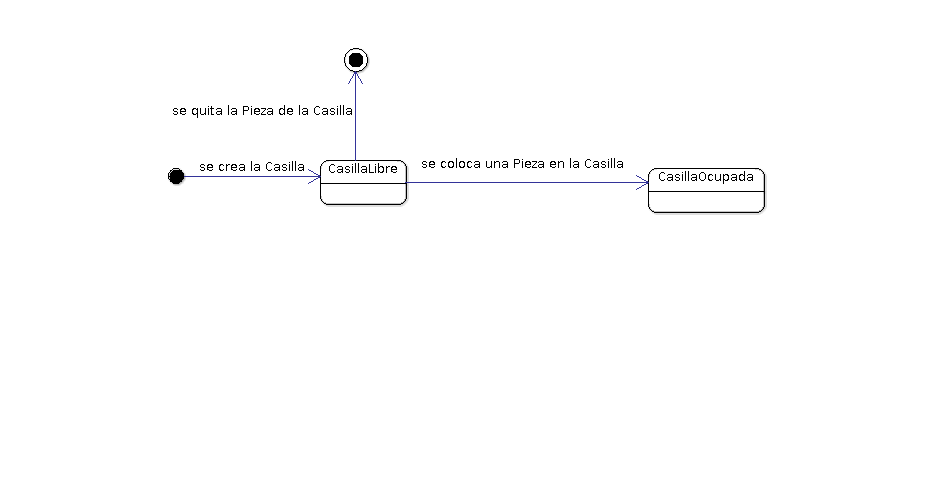 se quita la Pieza de la Casilla
se crea la Casilla
CasillaLibre
se coloca una Pieza en la Casilla
CasillaOcupada